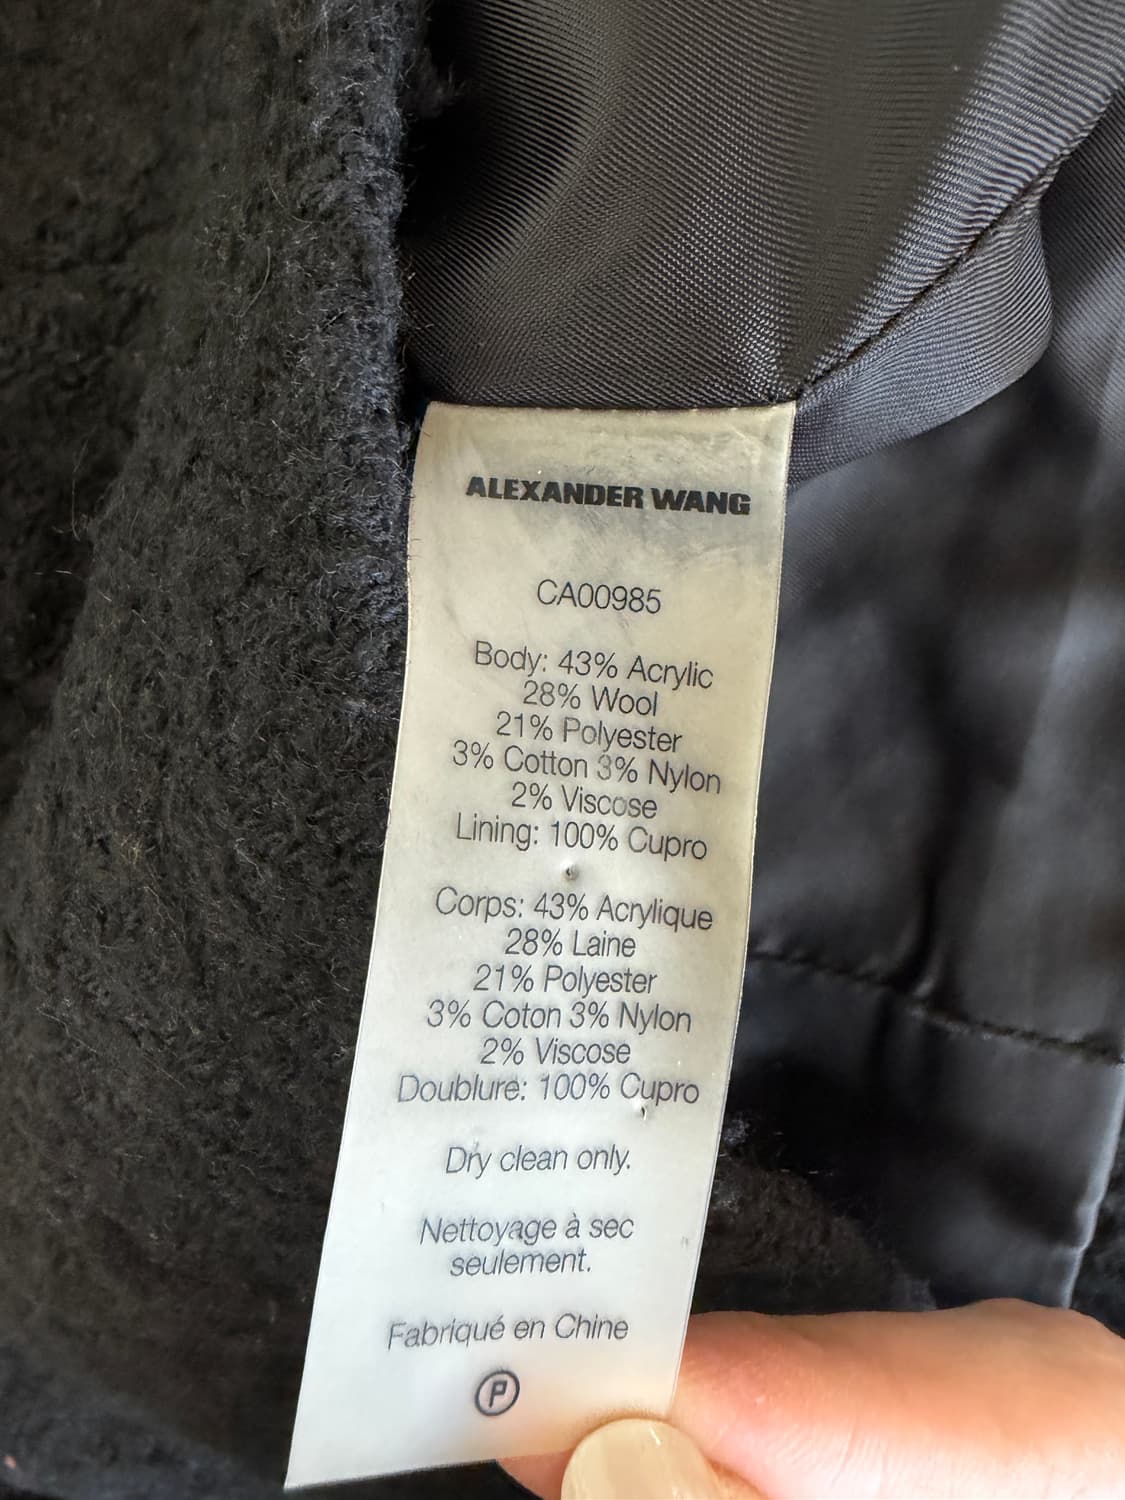 ALEXANDER WANG
CA00985
Body: 43% Acrylic
28% Wool
21% Polyester
3% Cotton 3% Nylon
2% Viscose
Lining: 100% Cupro
Corps: 43% Acrylique
28% Laine
21% Polyester
3% Coton 3% Nylon
2% Viscose
Doublure: 100% Cupro
Dry clean only.
Nettoyage à sec
seulement.
Fabriqué en Chine
P